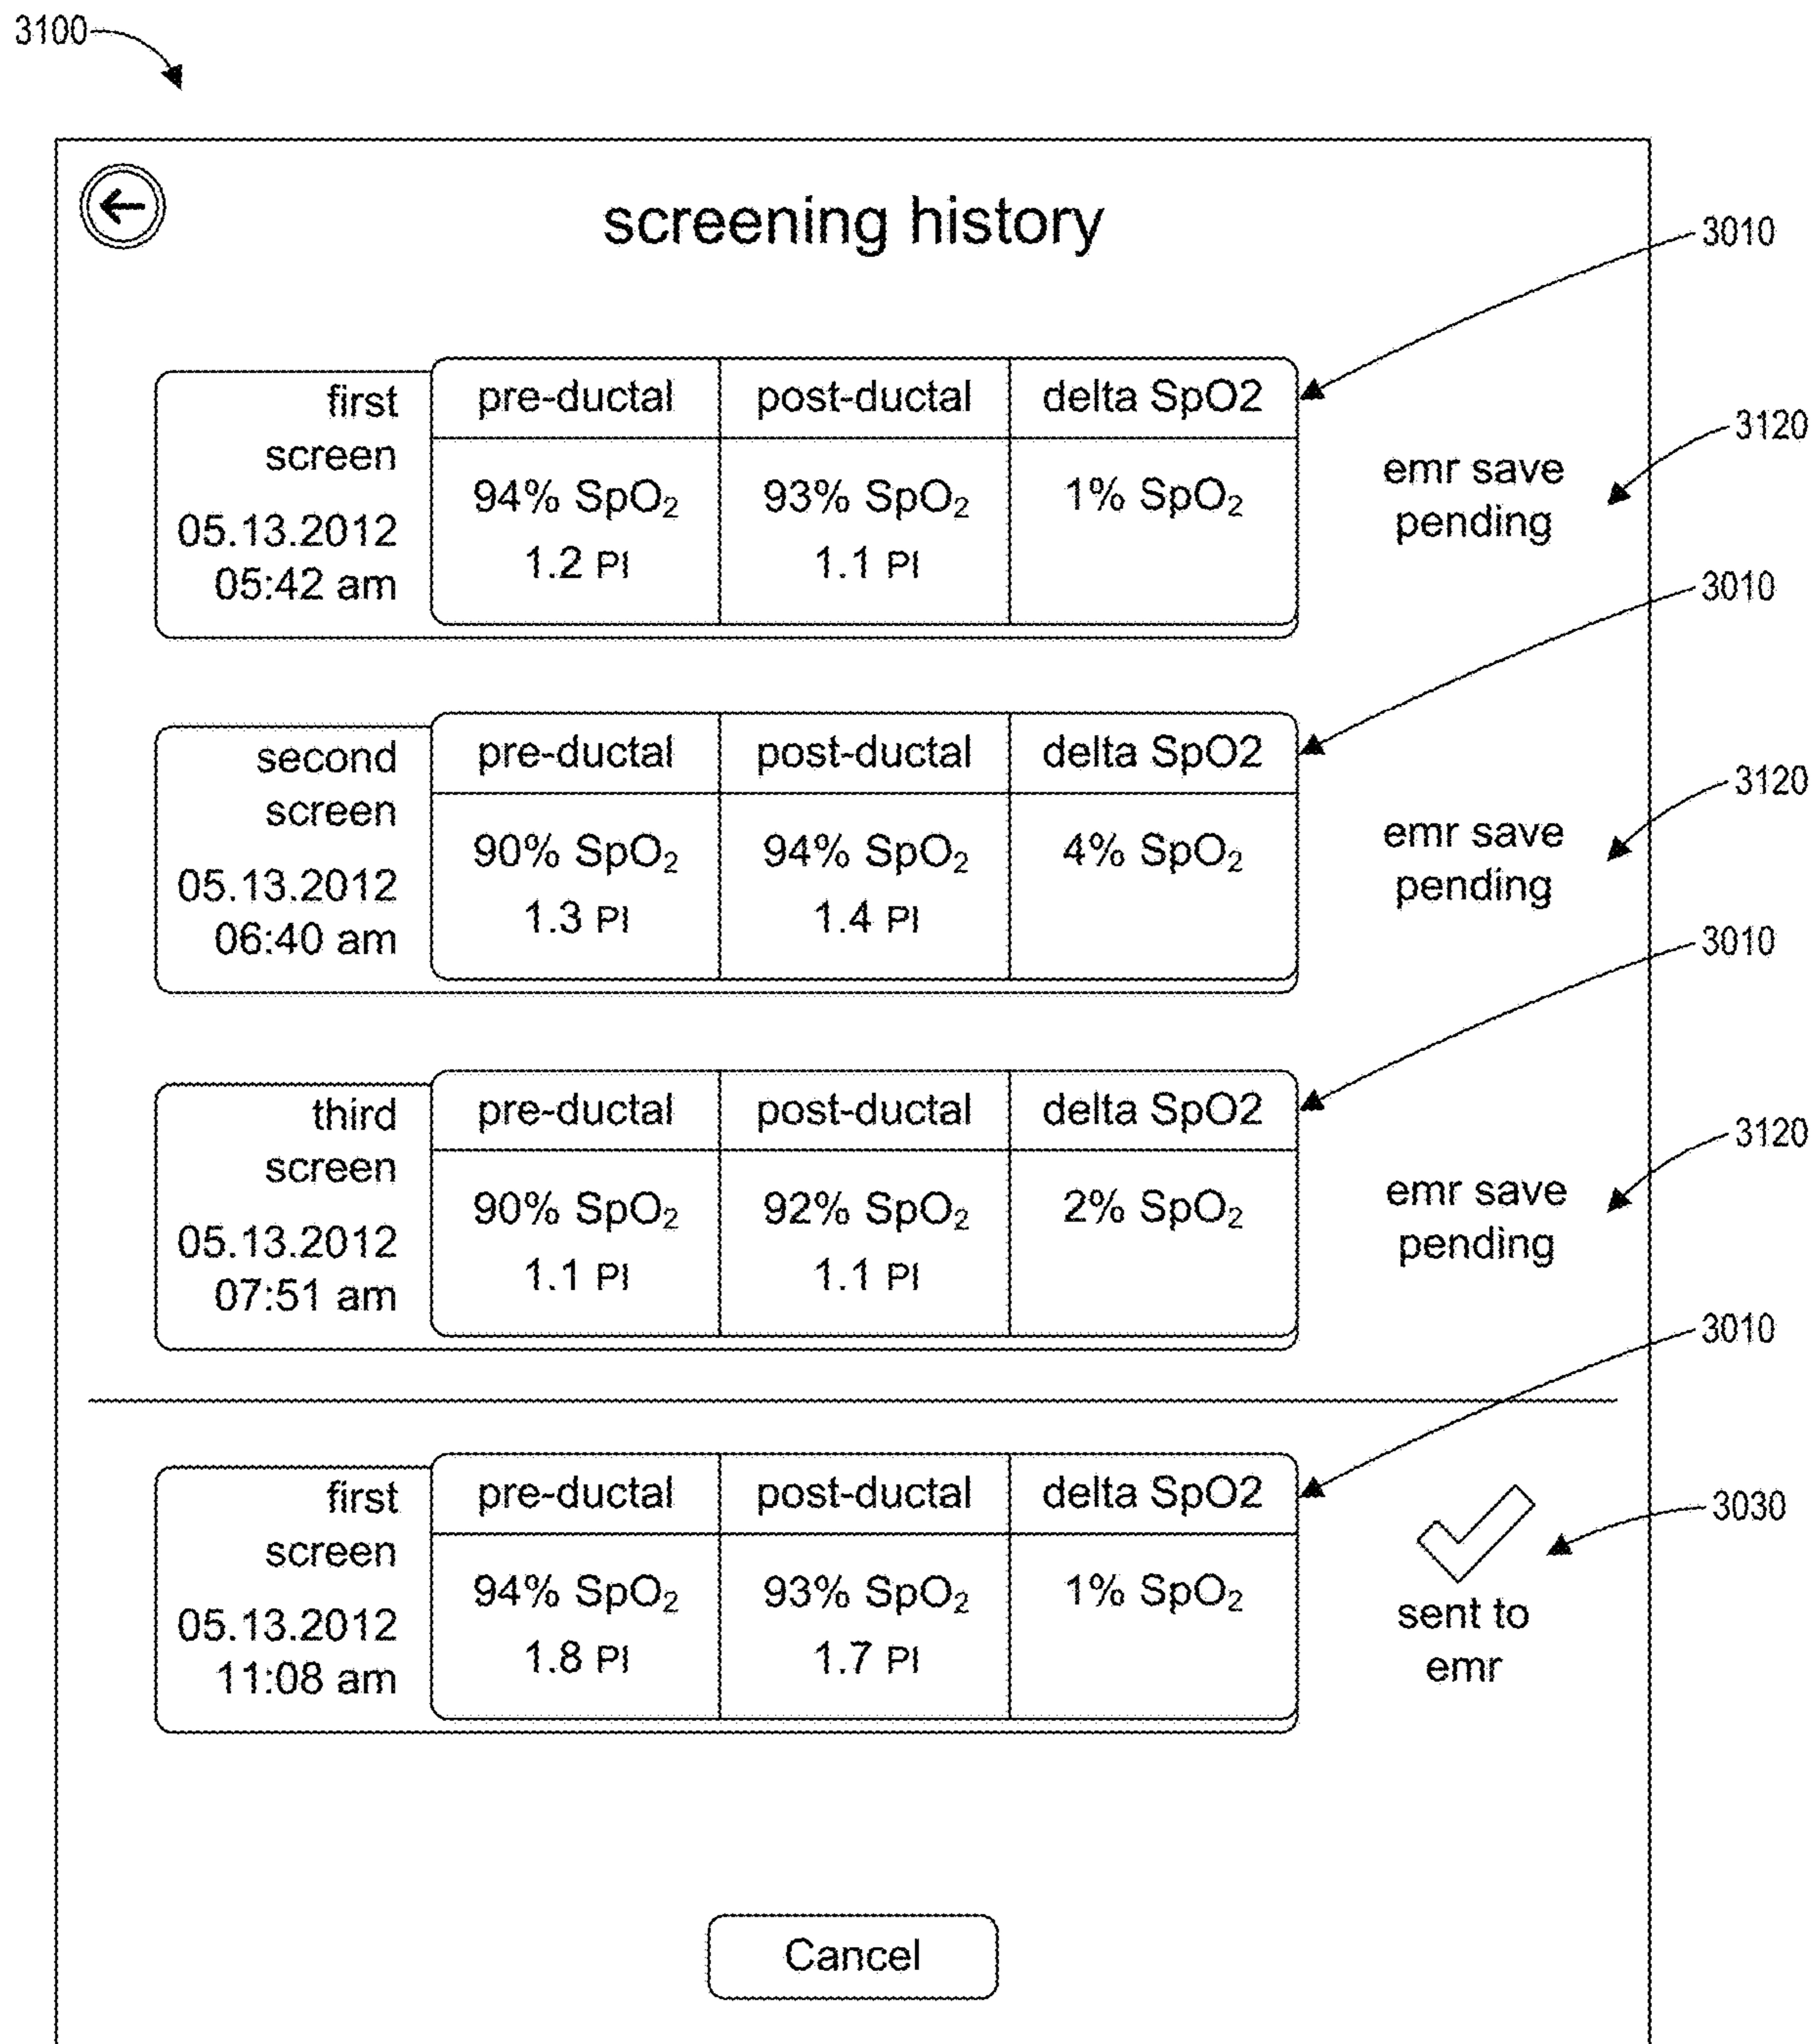 3100
screening history
3010
first
screen
05.13.2012
05:42 am
pre-ductal post-ductal delta SpO2
94% SpO₂ 93% SpO₂ 1% SpO₂
1.2 PI 1.1 PI
emr save
pending
3120
3010
second
screen
05.13.2012
06:40 am
pre-ductal post-ductal delta SpO2
90% SpO₂ 94% SpO₂ 4% SpO₂
1.3 PI 1.4 PI
emr save
pending
3120
3010
third
screen
05.13.2012
07:51 am
pre-ductal post-ductal delta SpO2
90% SpO₂ 92% SpO₂ 2% SpO₂
1.1 PI 1.1 PI
emr save
pending
3120
3010
first
screen
05.13.2012
11:08 am
pre-ductal post-ductal delta SpO2
94% SpO₂ 93% SpO₂ 1% SpO₂
1.8 PI 1.7 PI
sent to
emr
3030
Cancel